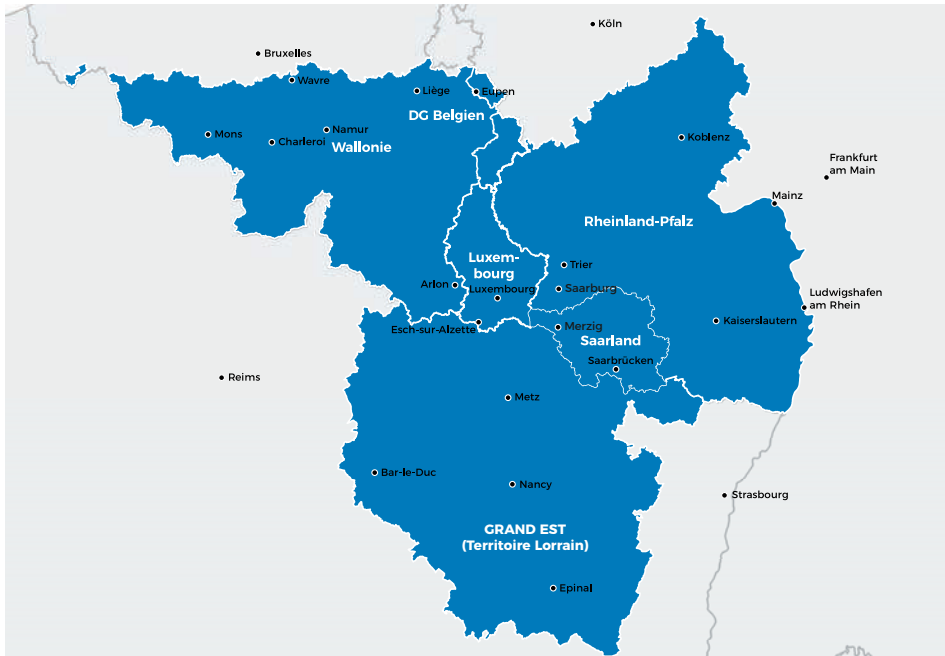 Köln
Bruxelles
Wavre
Liège
Eupen
DG Belgien
Mons
Namur
Charleroi
Wallonie
Koblenz
Frankfurt
am Main
Mainz
Rheinland-Pfalz
Luxem-
bourg
Trier
Arlon
Luxembourg
Saarburg
Ludwigshafen
am Rhein
Esch-sur-Alzette
Merzig
Kaiserslautern
Saarland
Saarbrücken
Reims
Metz
Bar-le-Duc
Nancy
Strasbourg
GRAND EST
(Territoire Lorrain)
Epinal